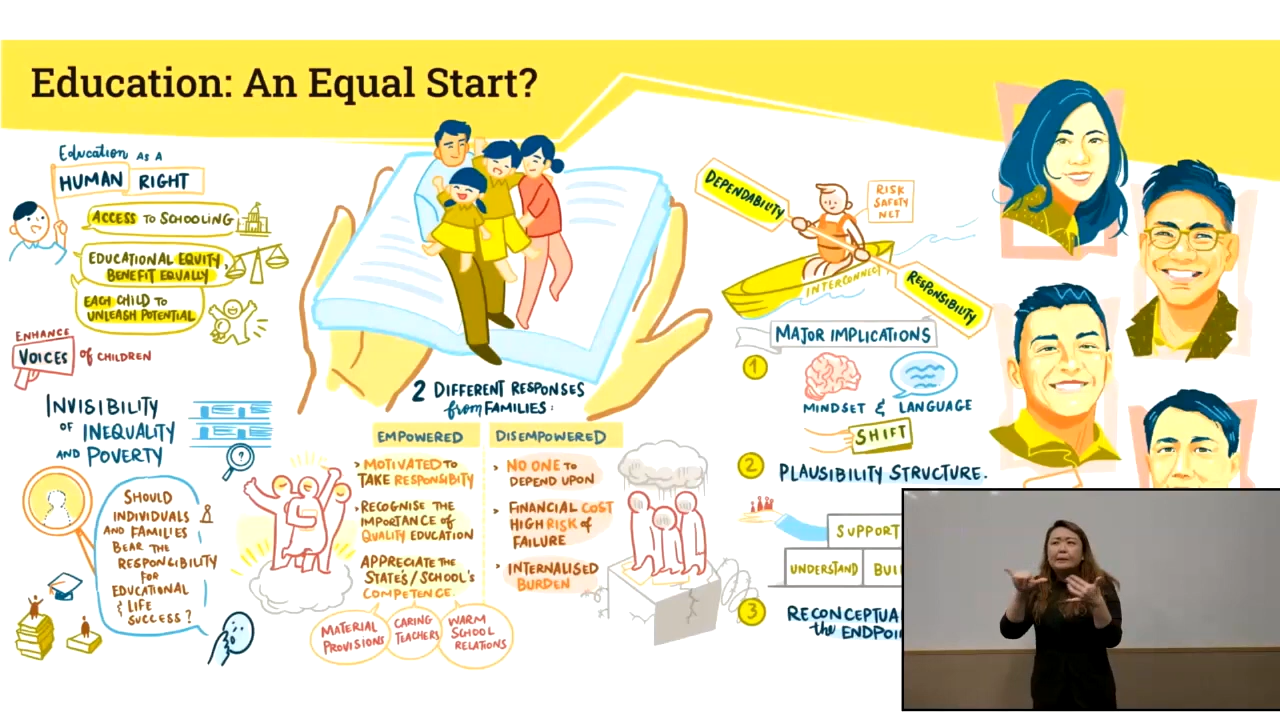 Education: An Equal Start?
Education AS A
HUMAN RIGHT
ACCESS TO SCHOOLING
EDUCATIONAL EQUITY,
BENEFIT EQUALLY
EACH CHILD TO
UNLEASH POTENTIAL
ENHANCE
VOICES of CHILDREN
INVISIBILITY
OF INEQUALITY
AND POVERTY
?
SHOULD
INDIVIDUALS
AND FAMILIES
BEAR THE
RESPONSIBILITY
FOR
EDUCATIONAL
& LIFE
SUCCESS?
2 DIFFERENT RESPONSES
from FAMILIES:
EMPOWERED
> MOTIVATED TO
TAKE RESPONSIBITY
> RECOGNISE THE
IMPORTANCE of
QUALITY EDUCATION
APPRECIATE THE
STATE'S/SCHOOL'S
COMPETENCE.
MATERIAL
PROVISIONS
CARING
TEACHERS
WARM
SCHOOL
RELATIONS
DISEMPOWERED
> NO ONE TO
DEPEND UPON
> FINANCIAL COST
HIGH RISK of
FAILURE
> INTERNALISED
BURDEN
DEPENDABILITY
RISK
SAFETY
NET
INTERCONNECT
RESPONSIBILITY
MAJOR IMPLICATIONS
1
MINDSET & LANGUAGE
SHIFT
2
PLAUSIBILITY STRUCTURE.
SUPPORT
UNDERSTAND
BUI
3
RECONCEPTUA
the ENDPOI